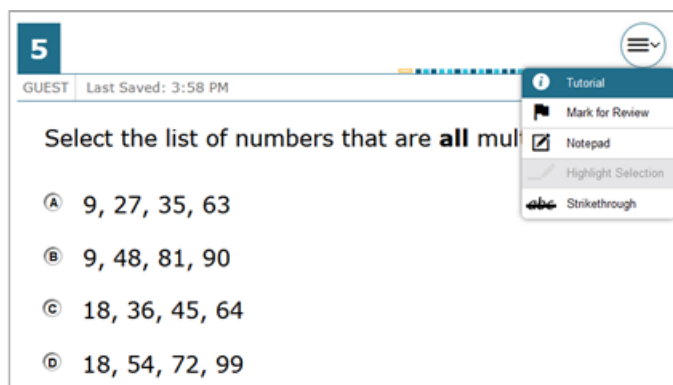 5
GUEST Last Saved: 3:58 PM
Tutorial
Mark for Review
Notepad
Highlight Selection
abc Strikethrough
Select the list of numbers that are all mul
A 9, 27, 35, 63
B 9, 48, 81, 90
C 18, 36, 45, 64
D 18, 54, 72, 99